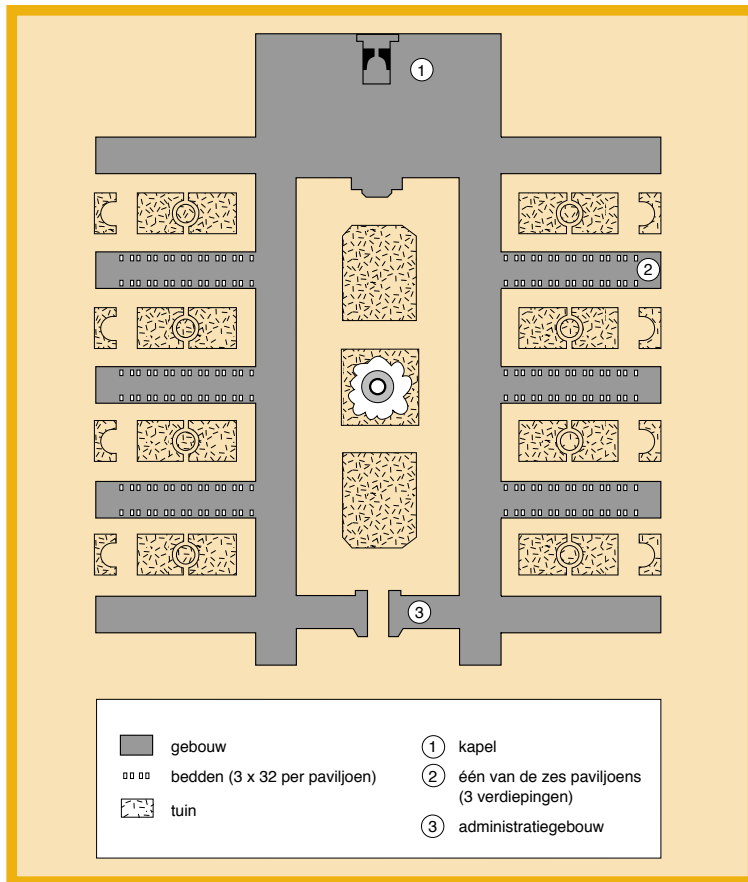 1
2
3
gebouw
bedden (3 x 32 per paviljoen)
tuin
1 kapel
2 één van de zes paviljoens
(3 verdiepingen)
3 administratiegebouw